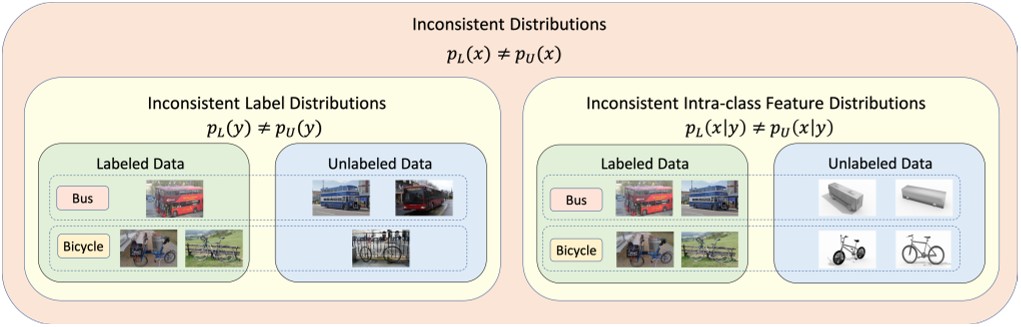 Inconsistent Distributions
p_L(x) ≠ p_U(x)
Inconsistent Label Distributions
p_L(y) ≠ p_U(y)
Labeled Data
Unlabeled Data
Bus
Bicycle
Inconsistent Intra-class Feature Distributions
p_L(x|y) ≠ p_U(x|y)
Labeled Data
Unlabeled Data
Bus
Bicycle